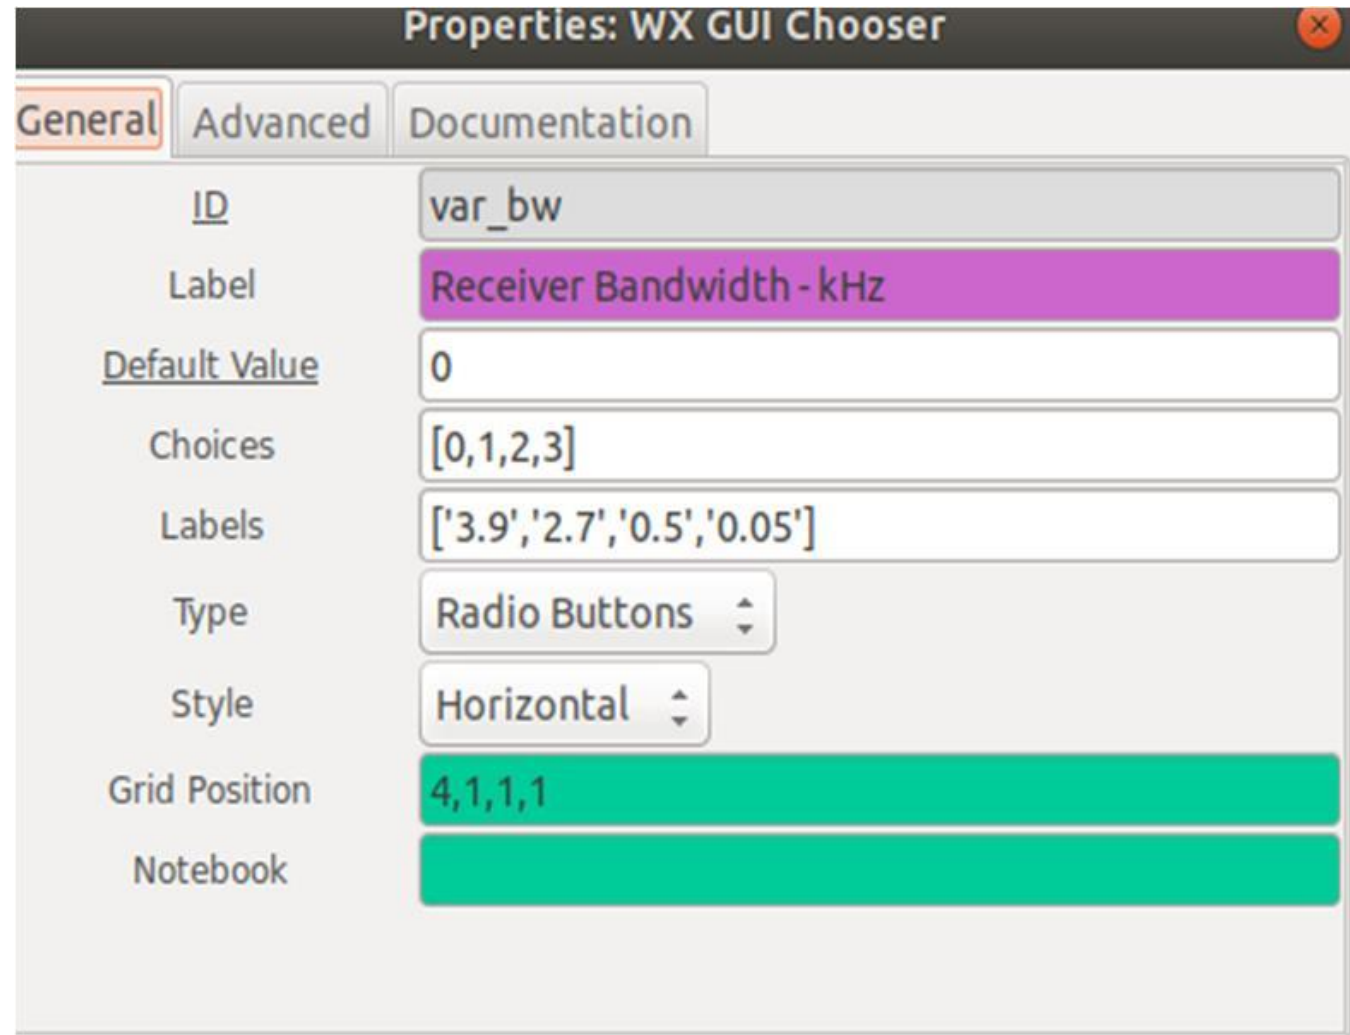 Properties: WX GUI Chooser
General Advanced Documentation
ID var_bw
Label Receiver Bandwidth - kHz
Default Value 0
Choices [0,1,2,3]
Labels ['3.9','2.7','0.5','0.05']
Type Radio Buttons
Style Horizontal
Grid Position 4,1,1,1
Notebook